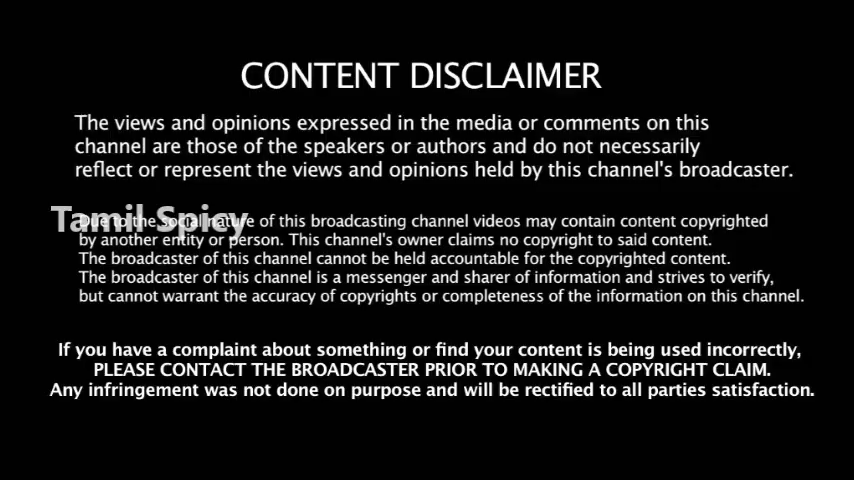 CONTENT DISCLAIMER
The views and opinions expressed in the media or comments on this
channel are those of the speakers or authors and do not necessarily
reflect or represent the views and opinions held by this channel's broadcaster.
Tamil Spicy
Due to the social nature of this broadcasting channel videos may contain content copyrighted
by another entity or person. This channel's owner claims no copyright to said content.
The broadcaster of this channel cannot be held accountable for the copyrighted content.
The broadcaster of this channel is a messenger and sharer of information and strives to verify,
but cannot warrant the accuracy of copyrights or completeness of the information on this channel.
If you have a complaint about something or find your content is being used incorrectly,
PLEASE CONTACT THE BROADCASTER PRIOR TO MAKING A COPYRIGHT CLAIM.
Any infringement was not done on purpose and will be rectified to all parties satisfaction.